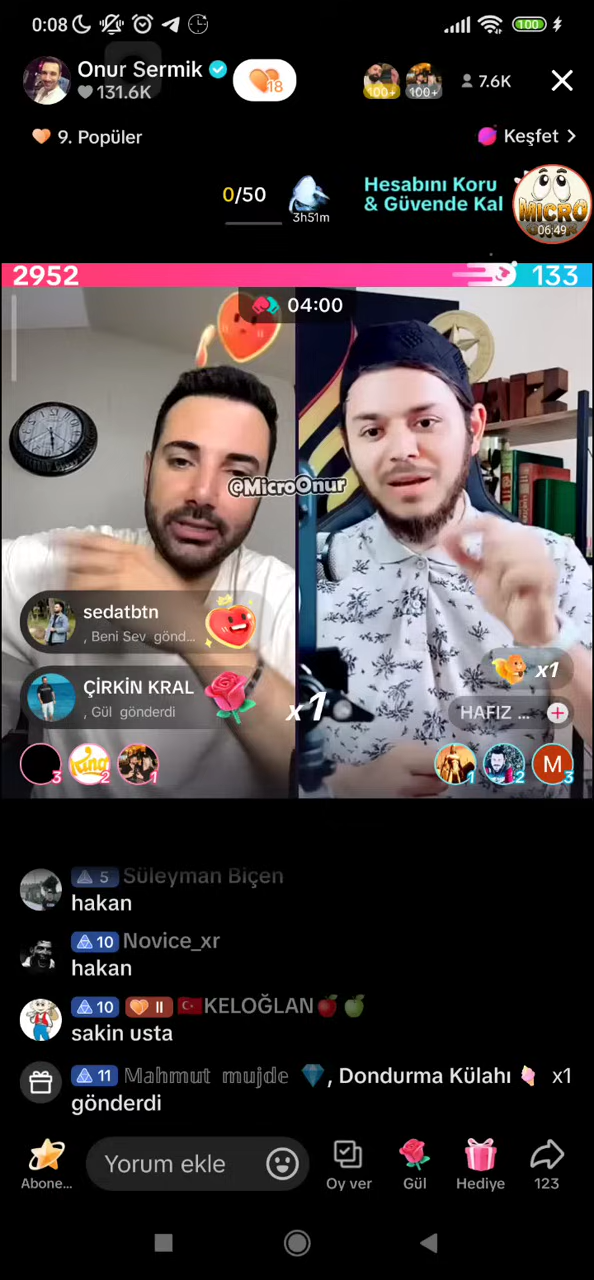 0:08
100
Onur Sermik
131.6K
18
100+
100+
7.6K
9. Popüler
Keşfet
0/50
3h51m
Hesabını Koru
& Güvende Kal
MICRO
06:49
2952
133
04:00
@MicroOnur
sedatbtn
, Beni Sev gönd...
x1
ÇİRKİN KRAL
, Gül gönderdi
x1
HAFIZ ...
3
King
2
1
1
2
M
3
5 Süleyman Biçen
hakan
10 Novice_xr
hakan
10 II KELOĞLAN
sakin usta
11 Mahmut mujde , Dondurma Külahı x1
gönderdi
Abone...
Yorum ekle
Oy ver
Gül
Hediye
123